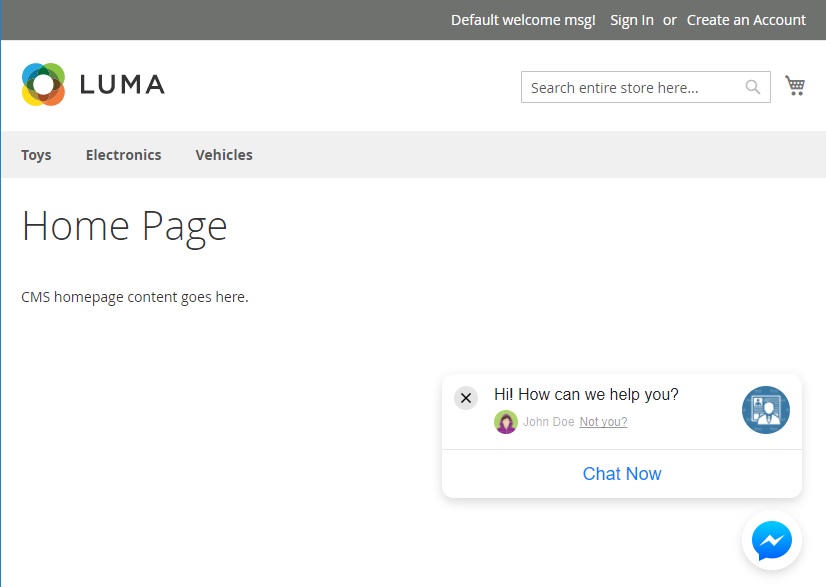 Default welcome msg! Sign In or Create an Account
LUMA
Search entire store here...
Toys Electronics Vehicles
Home Page
CMS homepage content goes here.
Hi! How can we help you?
John Doe Not you?
Chat Now